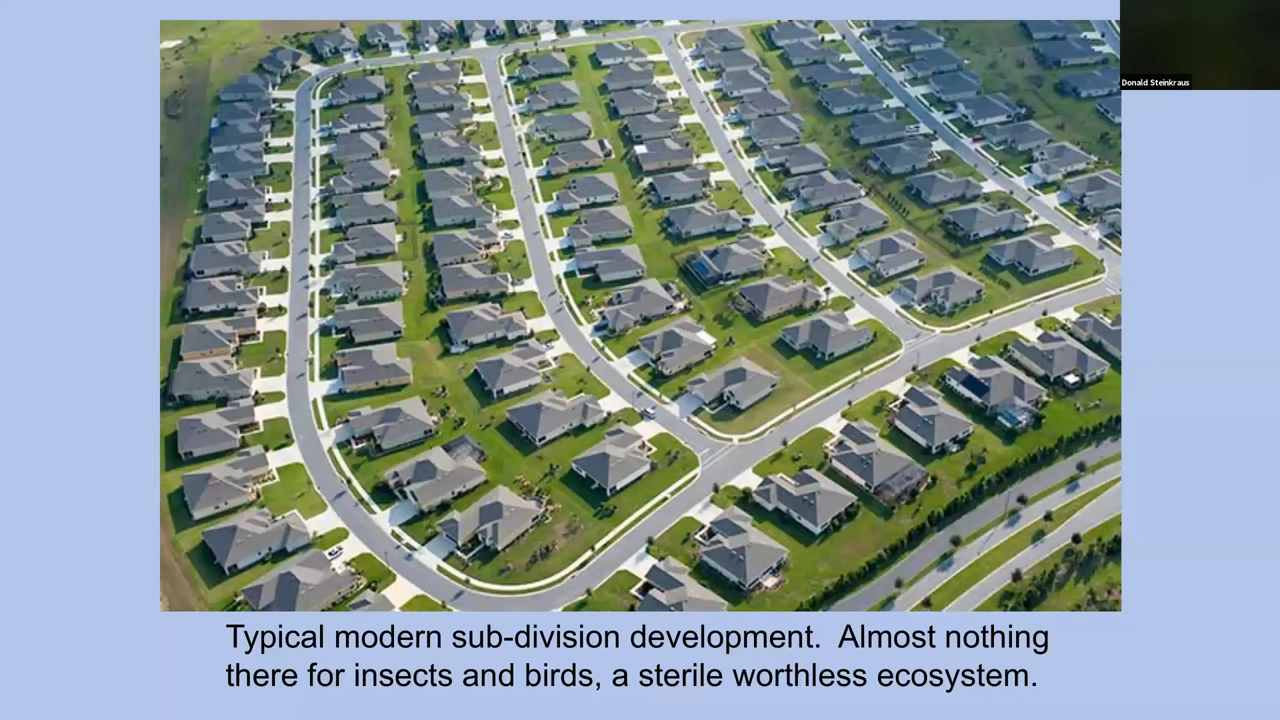 Donald Steinkraus
Typical modern sub-division development.  Almost nothing
there for insects and birds, a sterile worthless ecosystem.